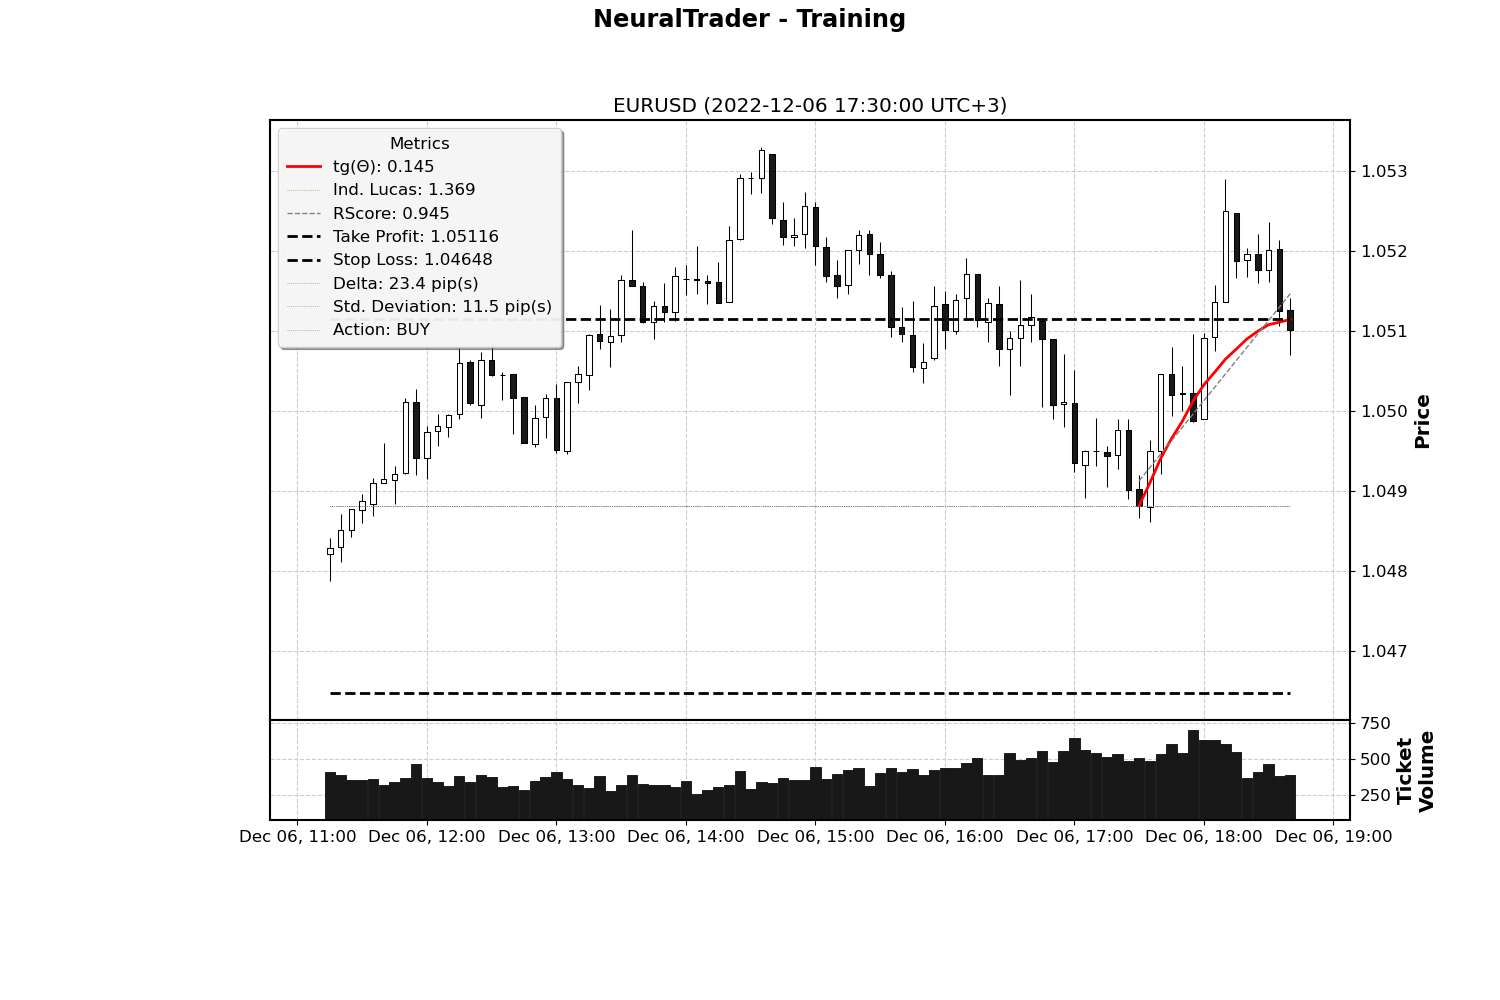 NeuralTrader - Training
EURUSD (2022-12-06 17:30:00 UTC+3)
Metrics
tg(Θ): 0.145
Ind. Lucas: 1.369
RScore: 0.945
Take Profit: 1.05116
Stop Loss: 1.04648
Delta: 23.4 pip(s)
Std. Deviation: 11.5 pip(s)
Action: BUY
1.053
1.052
1.051
1.050
1.049
1.048
1.047
Price
750
500
250
Ticket
Volume
Dec 06, 11:00 Dec 06, 12:00 Dec 06, 13:00 Dec 06, 14:00 Dec 06, 15:00 Dec 06, 16:00 Dec 06, 17:00 Dec 06, 18:00 Dec 06, 19:00